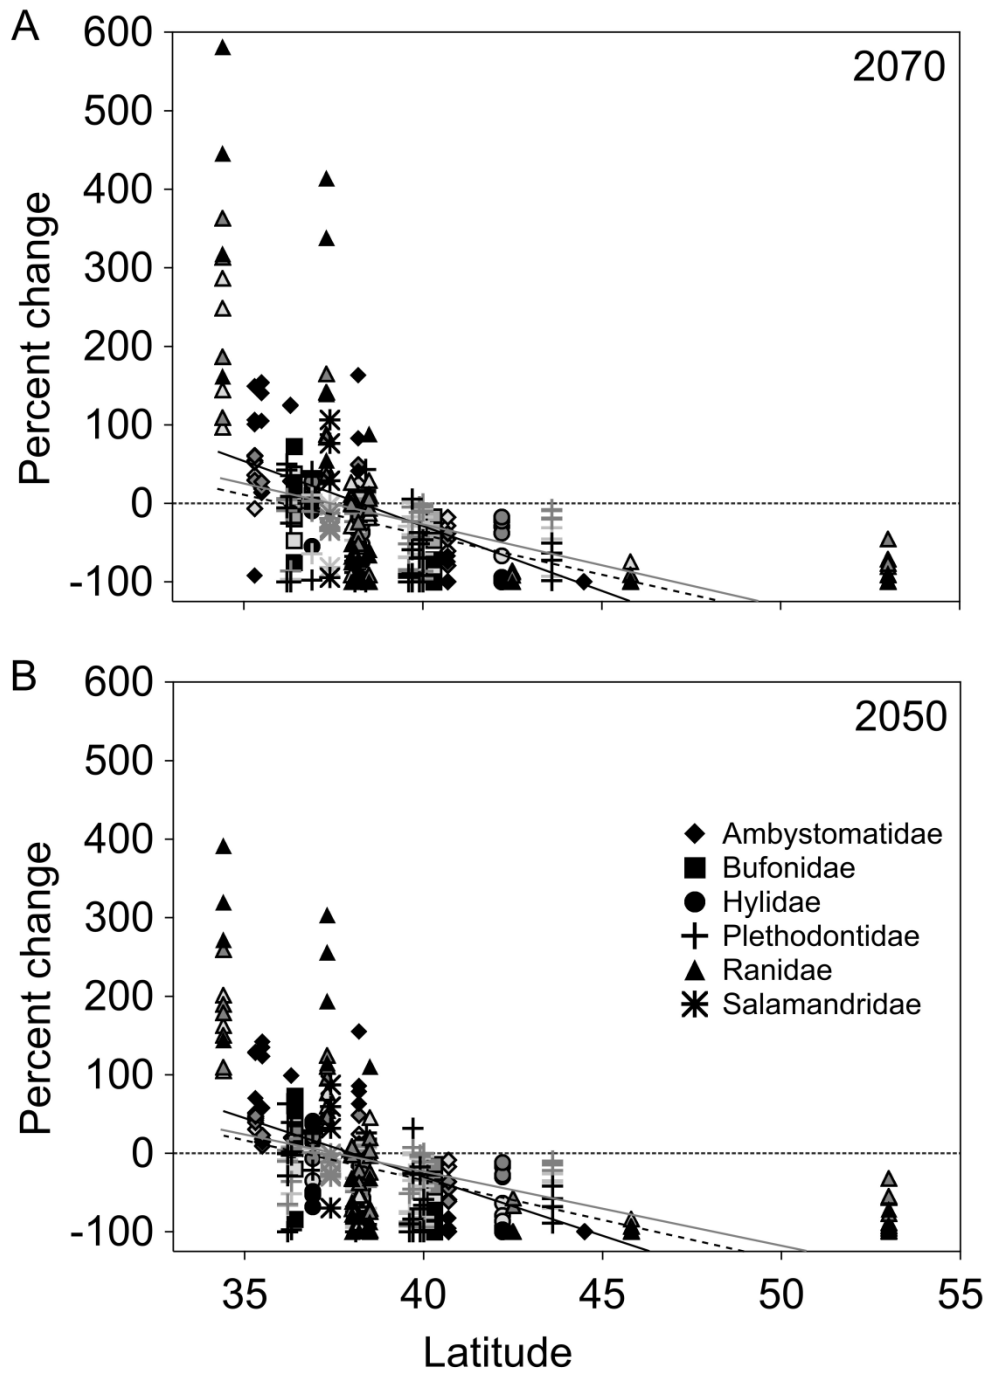 A
2070
Percent change
600
500
400
300
200
100
0
-100
B
2050
Percent change
600
500
400
300
200
100
0
-100
Ambystomatidae
Bufonidae
Hylidae
Plethodontidae
Ranidae
Salamandridae
35 40 45 50 55
Latitude